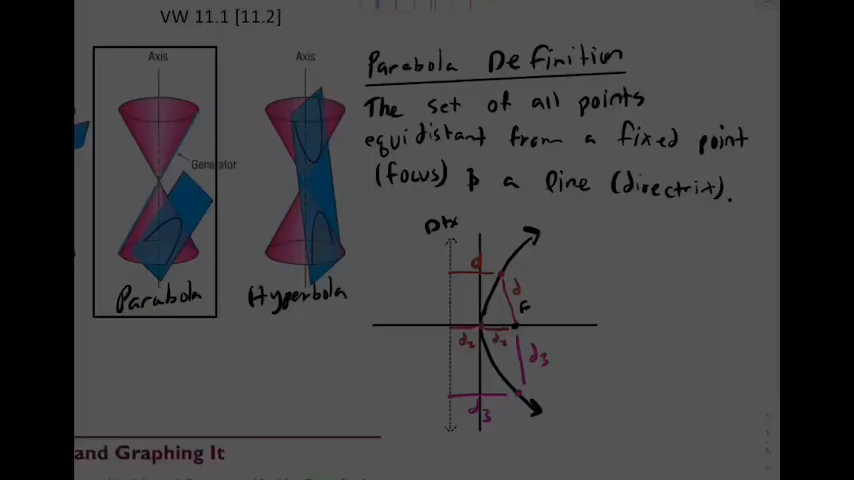 VW 11.1 [11.2]
Axis
Axis
Generator
Parabola
Hyperbola
Parabola Definition
The set of all points
equidistant from a fixed point
(focus) & a line (directrix).
Dtx
d
d
F
d₂
d₂
d₃
d₃
and Graphing It